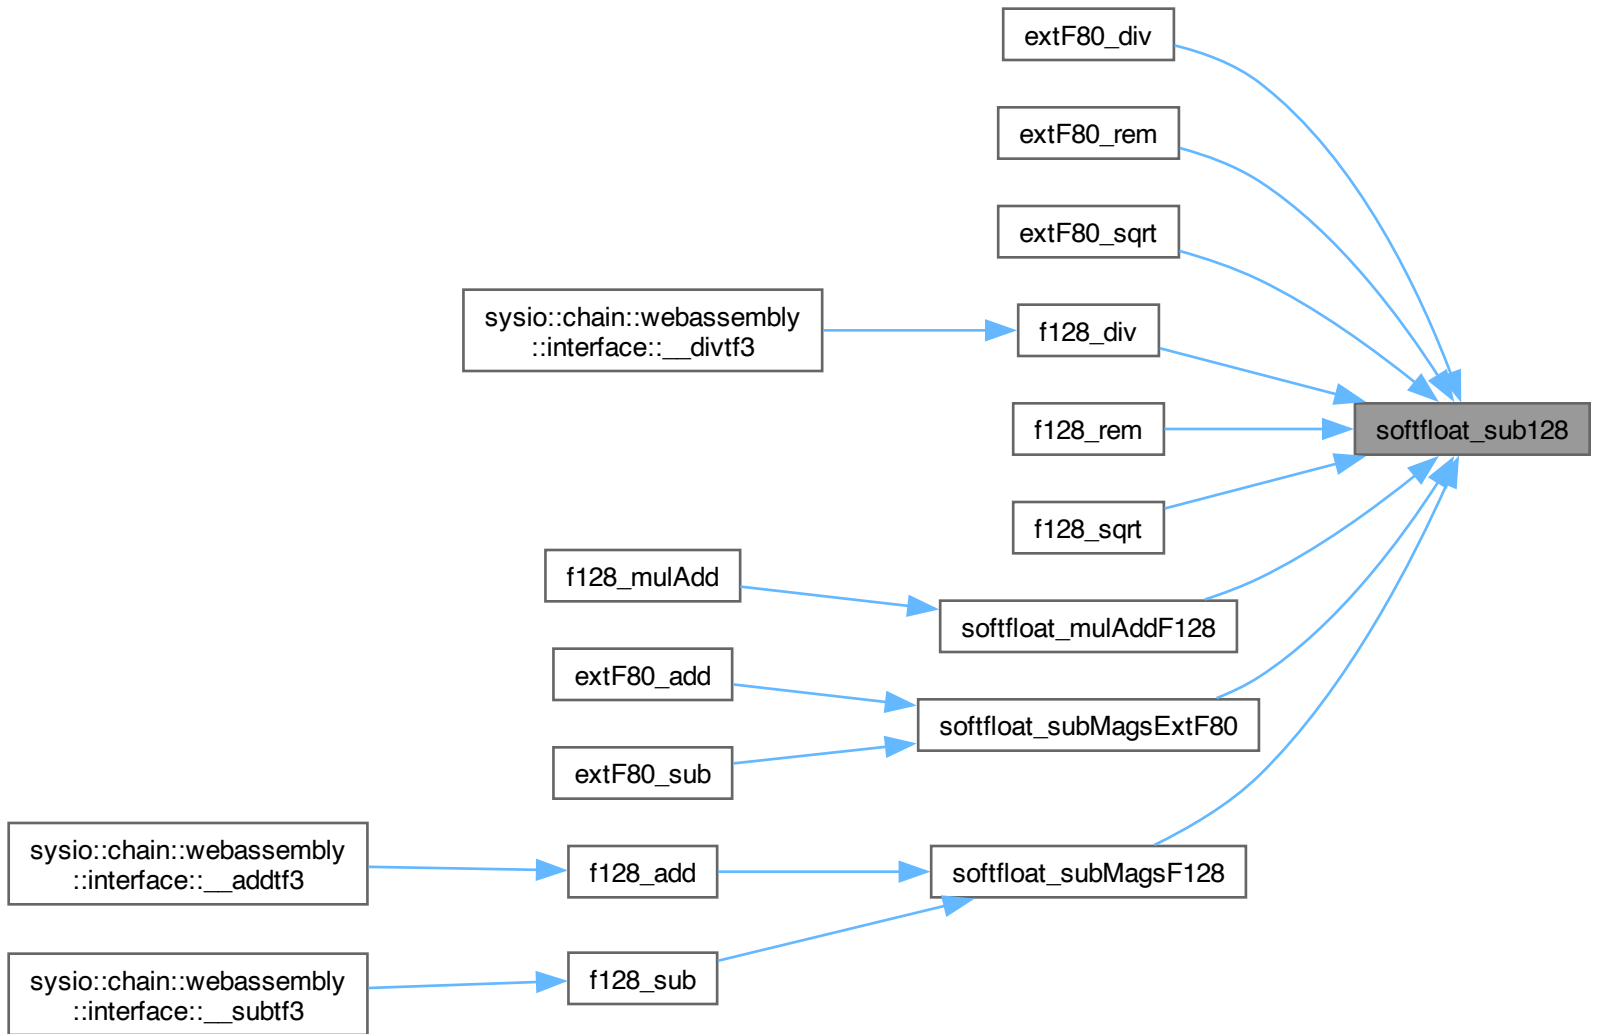 extF80_div
extF80_rem
extF80_sqrt
sysio::chain::webassembly
::interface::__divtf3
f128_div
softfloat_sub128
f128_rem
f128_sqrt
f128_mulAdd
softfloat_mulAddF128
extF80_add
softfloat_subMagsExtF80
extF80_sub
sysio::chain::webassembly
::interface::__addtf3
f128_add
softfloat_subMagsF128
sysio::chain::webassembly
::interface::__subtf3
f128_sub